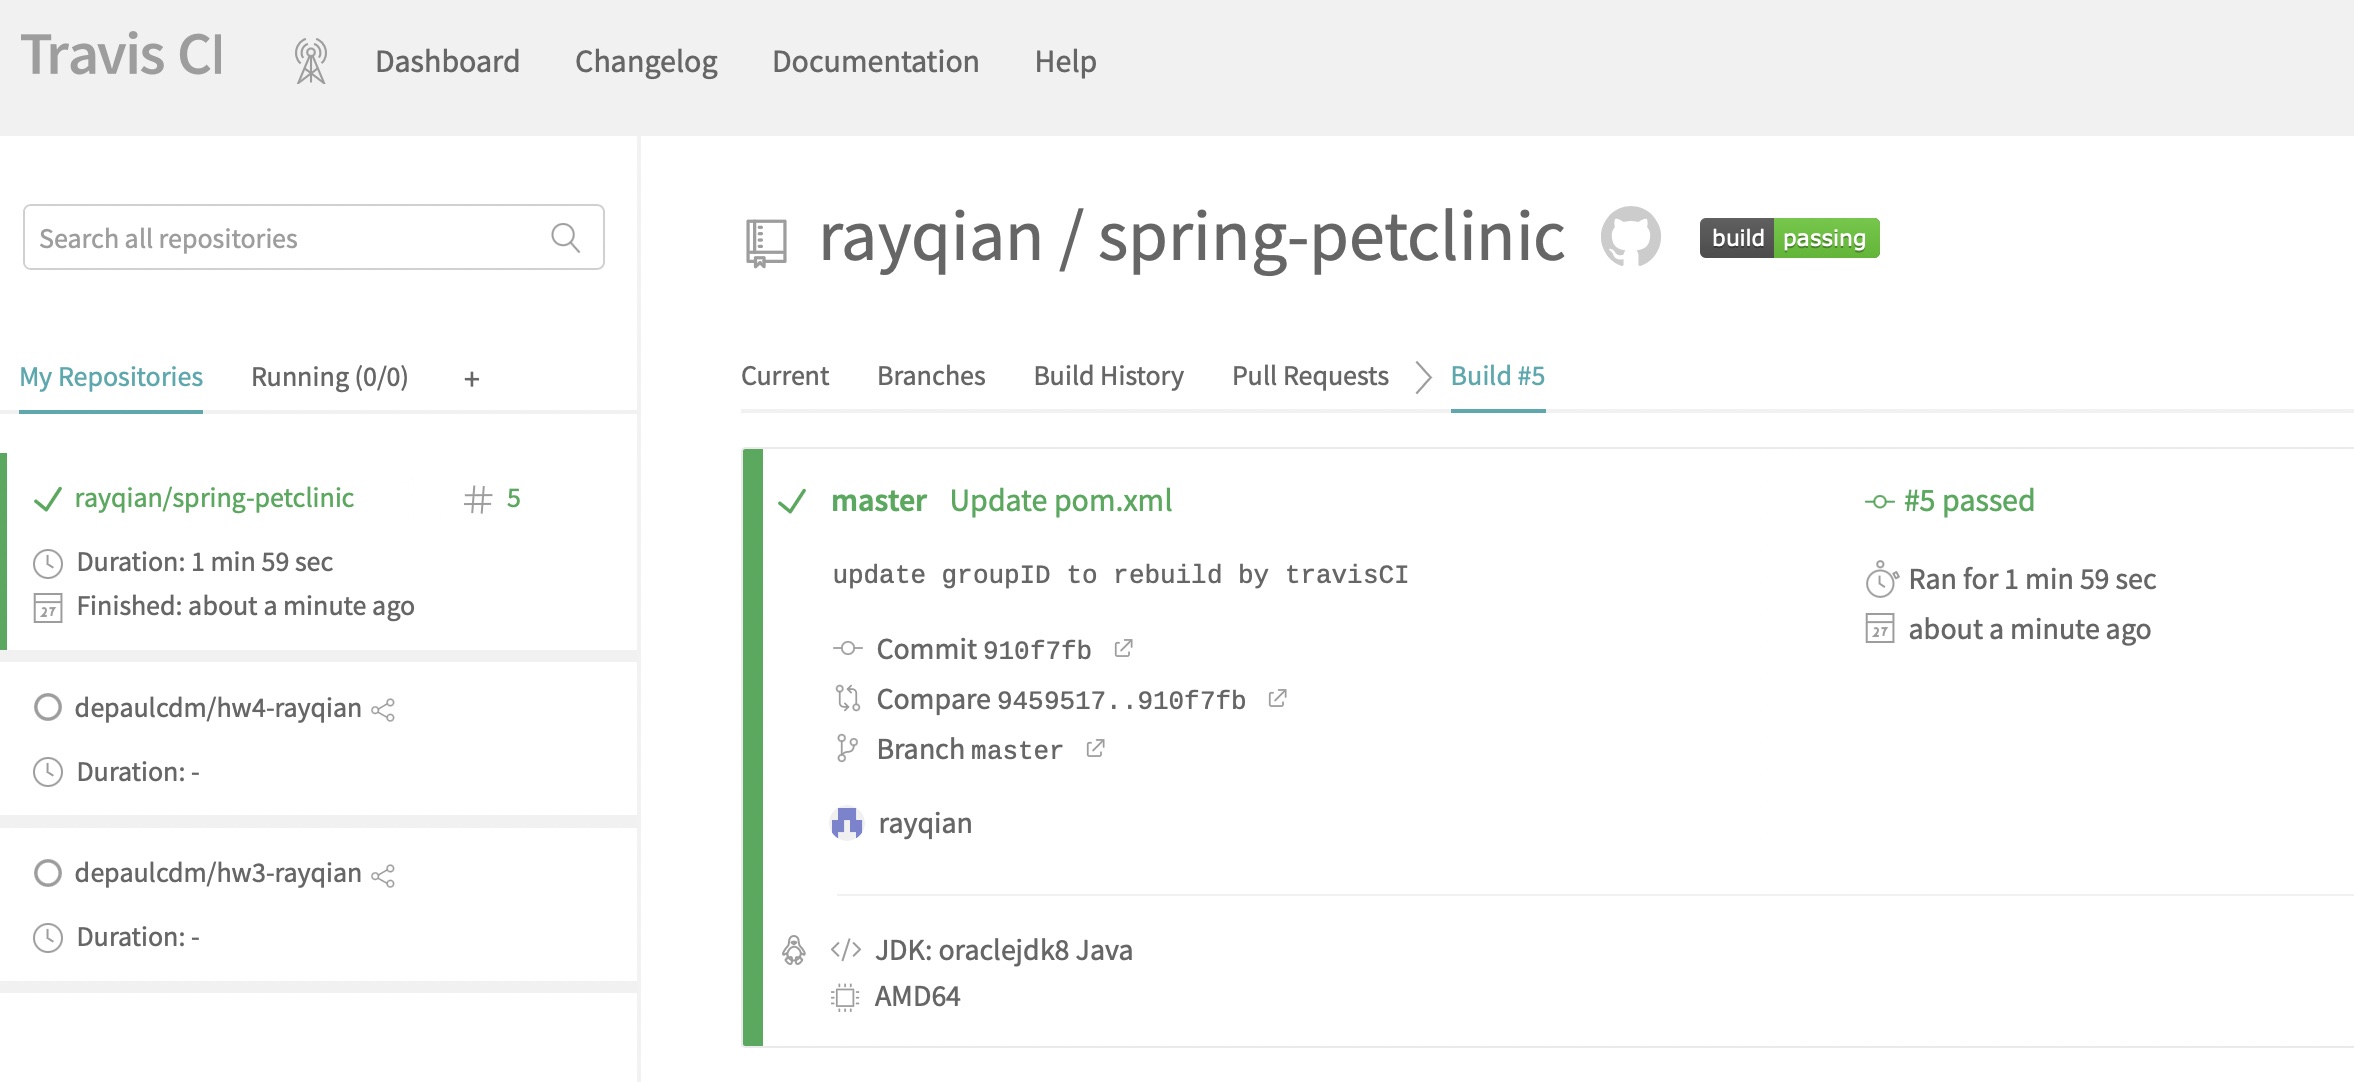 Travis CI
Dashboard
Changelog
Documentation
Help
Search all repositories
My Repositories
Running (0/0)
+
rayqian/spring-petclinic
# 5
Duration: 1 min 59 sec
27
Finished: about a minute ago
depaulcdm/hw4-rayqian
Duration: -
depaulcdm/hw3-rayqian
Duration: -
rayqian / spring-petclinic
build passing
Current
Branches
Build History
Pull Requests
Build #5
master Update pom.xml
update groupID to rebuild by travisCI
Commit 910f7fb
Compare 9459517..910f7fb
Branch master
rayqian
#5 passed
Ran for 1 min 59 sec
27
about a minute ago
</> JDK: oraclejdk8 Java
AMD64